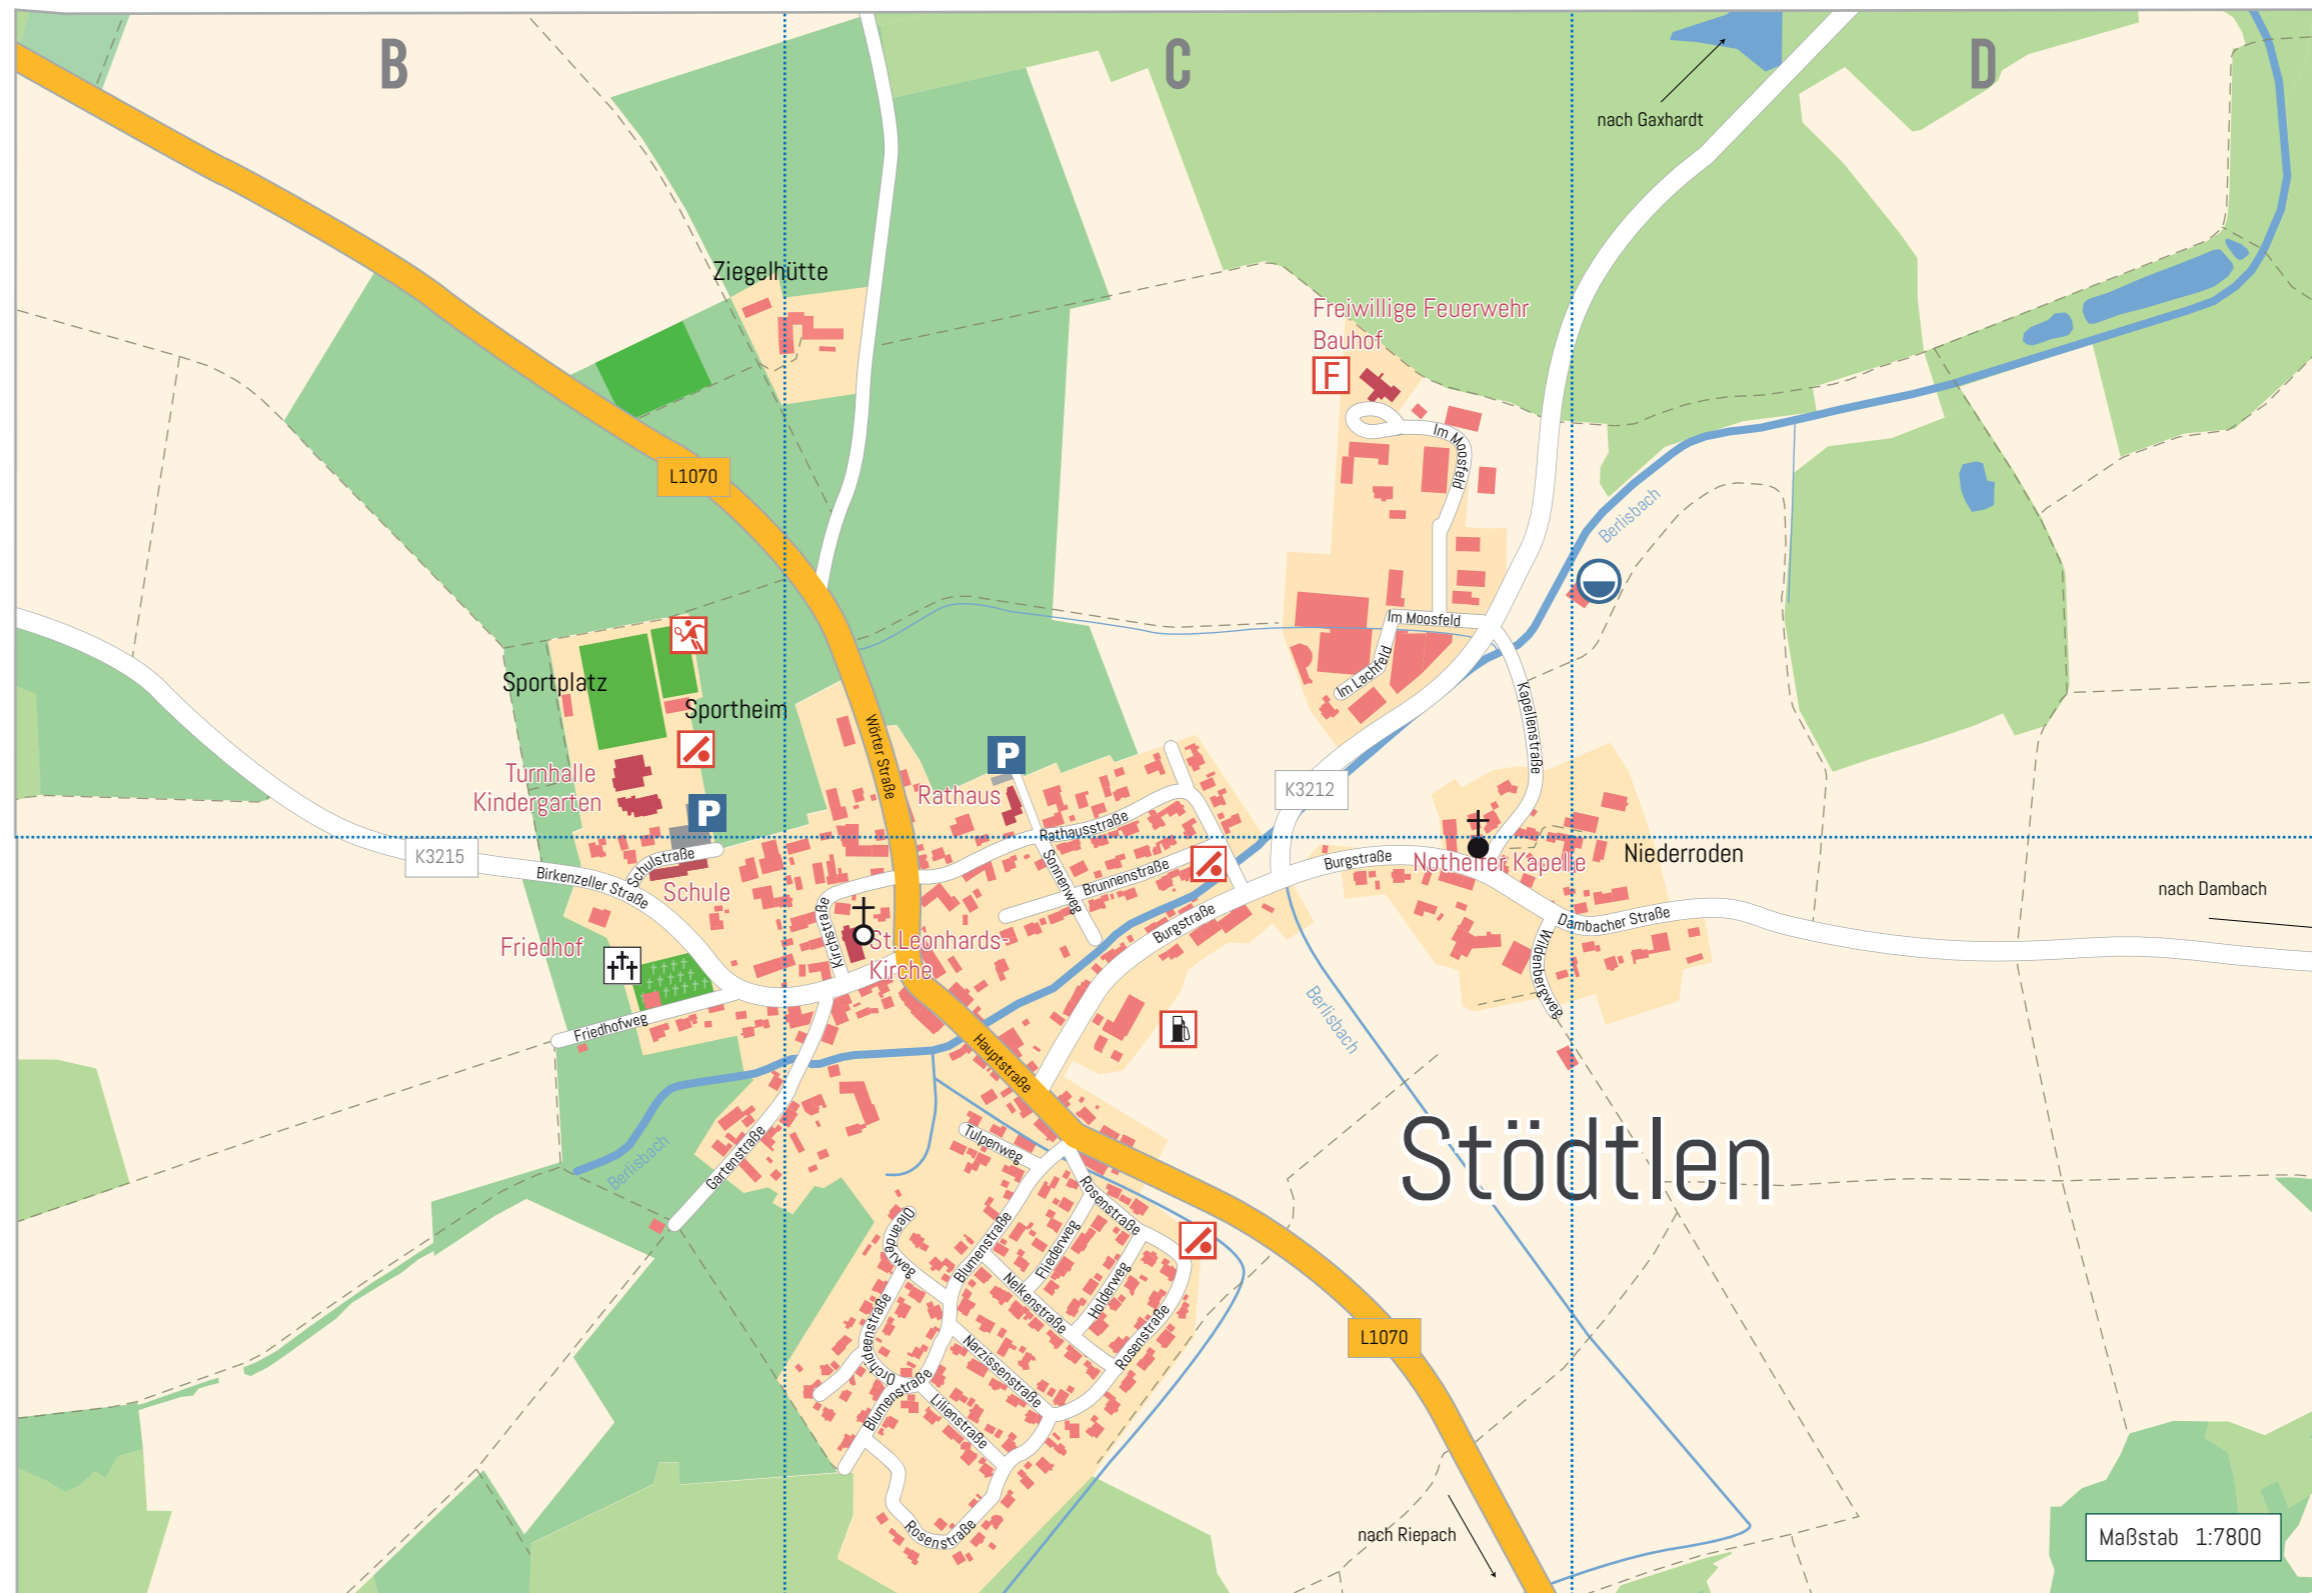 B
C
D
nach Gaxhardt
Ziegelhütte
Freiwillige Feuerwehr
Bauhof
F
Im Moosfeld
L1070
Berlisbach
Im Moosfeld
Im Lachfeld
Sportplatz
Sportheim
Kapellenstraße
Wörter Straße
P
Turnhalle
Kindergarten
Rathaus
K3212
P
Rathausstraße
K3215
Schulstraße
Birkenzeller Straße
Schule
Sonnenweg
Brunnenstraße
Burgstraße
Nothelfer Kapelle
Niederroden
nach Dambach
Kirchstraße
Burgstraße
Dambacher Straße
Friedhof
St.Leonhards-
Kirche
Wildenbergweg
Friedhofweg
Berlisbach
Hauptstraße
Stödtlen
Berlisbach
Gartenstraße
Tulpenweg
Rosenstraße
Oleanderweg
Blumenstraße
Fliederweg
Nelkenstraße
Holderweg
Rosenstraße
Orchideenstraße
Narzissenstraße
L1070
Blumenstraße
Lilienstraße
Rosenstraße
nach Riepach
Maßstab 1:7800